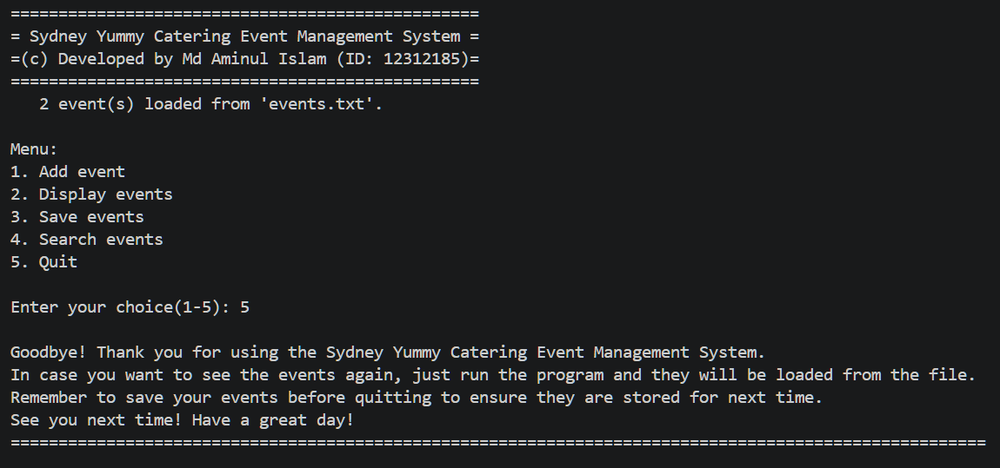 =================================================
= Sydney Yummy Catering Event Management System =
=(c) Developed by Md Aminul Islam (ID: 12312185)=
=================================================
   2 event(s) loaded from 'events.txt'.

Menu:
1. Add event
2. Display events
3. Save events
4. Search events
5. Quit

Enter your choice(1-5): 5

Goodbye! Thank you for using the Sydney Yummy Catering Event Management System.
In case you want to see the events again, just run the program and they will be loaded from the file.
Remember to save your events before quitting to ensure they are stored for next time.
See you next time! Have a great day!
======================================================================================================